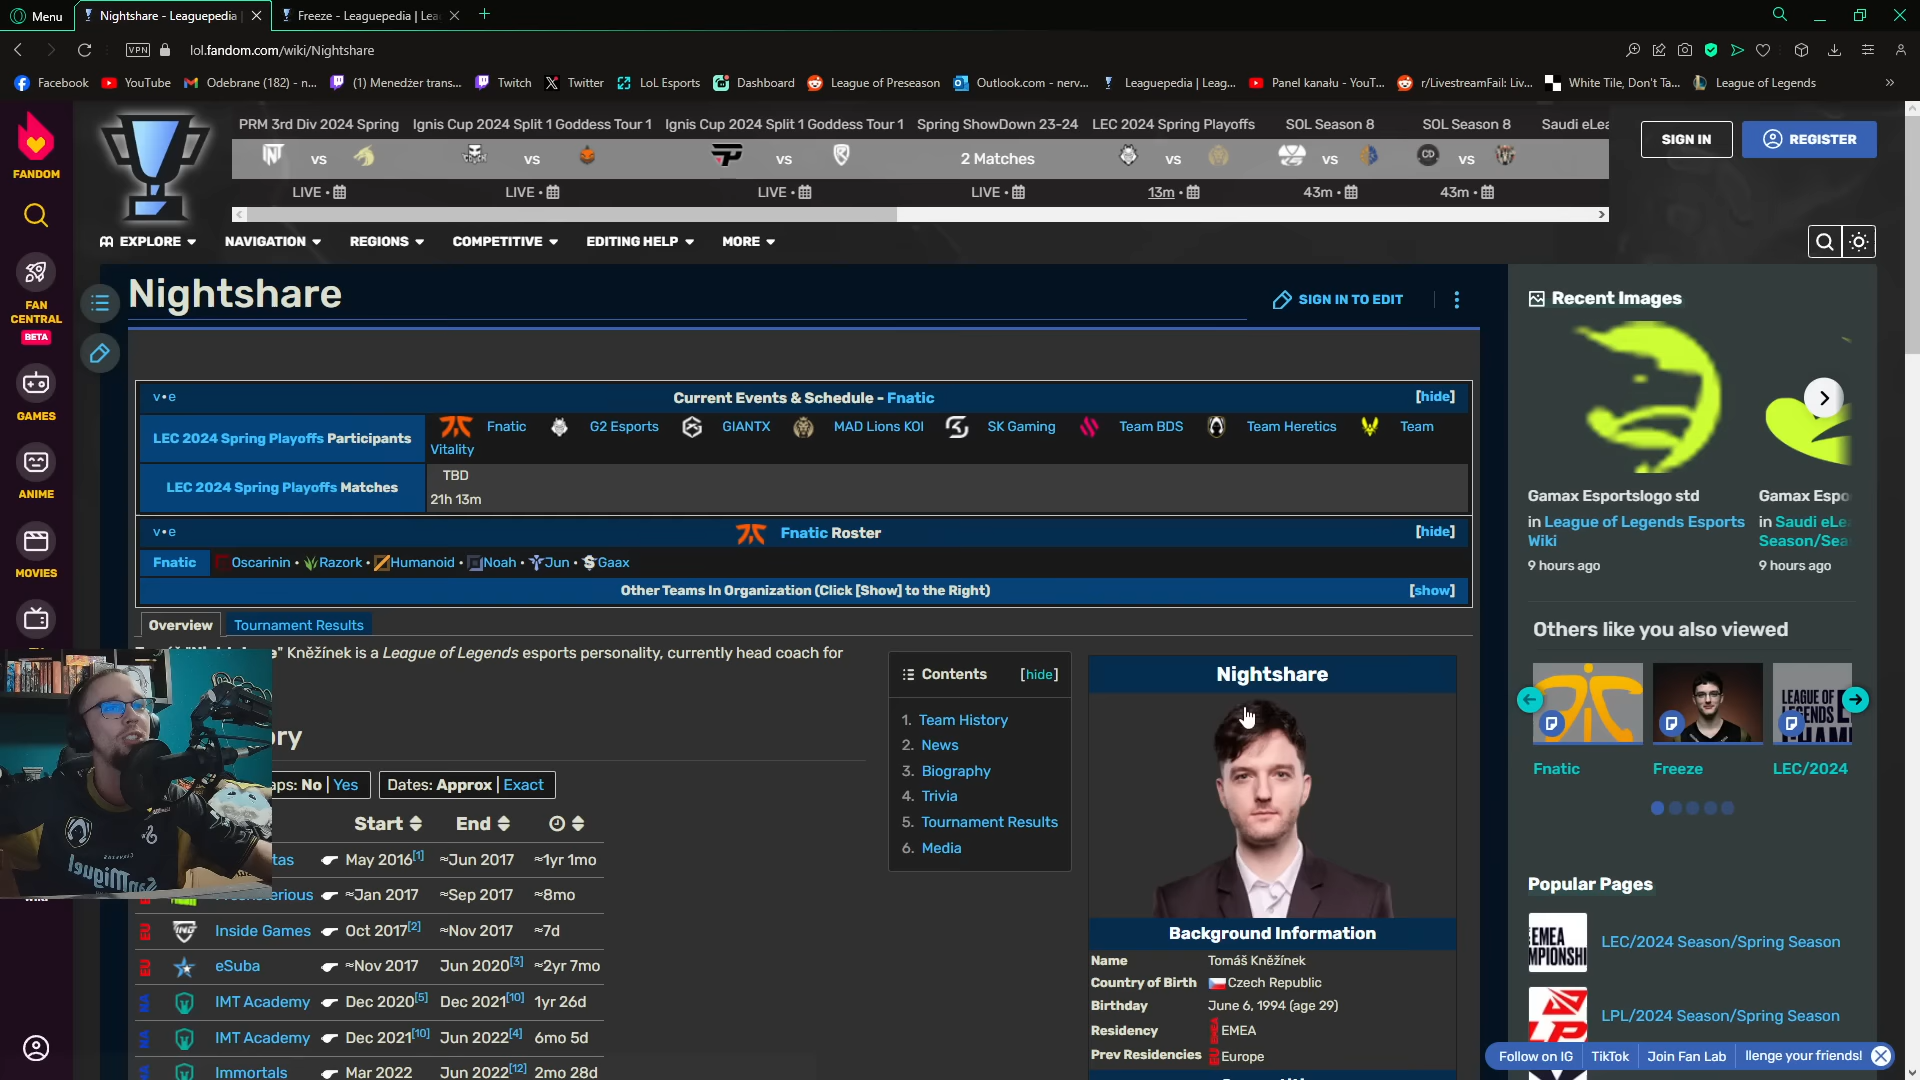 Menu
Nightshare - Leaguepedia |
Freeze - Leaguepedia | Lea
VPN
lol.fandom.com/wiki/Nightshare
Facebook
YouTube
Odebrane (182) - n...
(1) Menedżer trans...
Twitch
Twitter
LoL Esports
Dashboard
League of Preseason
Outlook.com - nerv...
Leaguepedia | Leag...
Panel kanału - YouT...
r/LivestreamFail: Liv...
White Tile, Don't Ta...
League of Legends
PRM 3rd Div 2024 Spring
Ignis Cup 2024 Split 1 Goddess Tour 1
Ignis Cup 2024 Split 1 Goddess Tour 1
Spring ShowDown 23-24
LEC 2024 Spring Playoffs
SOL Season 8
SOL Season 8
Saudi eLea
vs
vs
vs
2 Matches
vs
vs
vs
LIVE •
LIVE •
LIVE •
LIVE •
13m •
43m •
43m •
SIGN IN
REGISTER
EXPLORE
NAVIGATION
REGIONS
COMPETITIVE
EDITING HELP
MORE
FANDOM
FAN CENTRAL
BETA
GAMES
ANIME
MOVIES
Nightshare
SIGN IN TO EDIT
v•e
Current Events & Schedule - Fnatic
[hide]
LEC 2024 Spring Playoffs Participants
Fnatic
G2 Esports
GIANTX
MAD Lions KOI
SK Gaming
Team BDS
Team Heretics
Team
Vitality
LEC 2024 Spring Playoffs Matches
TBD
21h 13m
v•e
Fnatic Roster
[hide]
Fnatic
Oscarinin • Razork • Humanoid • Noah • Jun • Gaax
Other Teams In Organization (Click [Show] to the Right)
[show]
Overview
Tournament Results
" Kněžínek is a League of Legends esports personality, currently head coach for
ory
No | Yes
Dates: Approx | Exact
Start
End
May 2016[1]
≈Jun 2017
≈1yr 1mo
≈Jan 2017
≈Sep 2017
≈8mo
Inside Games
Oct 2017[2]
≈Nov 2017
≈7d
eSuba
≈Nov 2017
Jun 2020[3]
≈2yr 7mo
IMT Academy
Dec 2020[5]
Dec 2021[10]
1yr 26d
IMT Academy
Dec 2021[10]
Jun 2022[4]
6mo 5d
Immortals
Mar 2022
Jun 2022[12]
2mo 28d
Contents
[hide]
1. Team History
2. News
3. Biography
4. Trivia
5. Tournament Results
6. Media
Nightshare
Background Information
Name
Tomáš Kněžínek
Country of Birth
Czech Republic
Birthday
June 6, 1994 (age 29)
Residency
EMEA
Prev Residencies
Europe
Recent Images
Gamax Esportslogo std
in League of Legends Esports
Wiki
9 hours ago
Gamax Espo
in Saudi eLea
Season/Sea
9 hours ago
Others like you also viewed
Fnatic
Freeze
LEC/2024
Popular Pages
LEC/2024 Season/Spring Season
LPL/2024 Season/Spring Season
Follow on IG
TikTok
Join Fan Lab
llenge your friends!